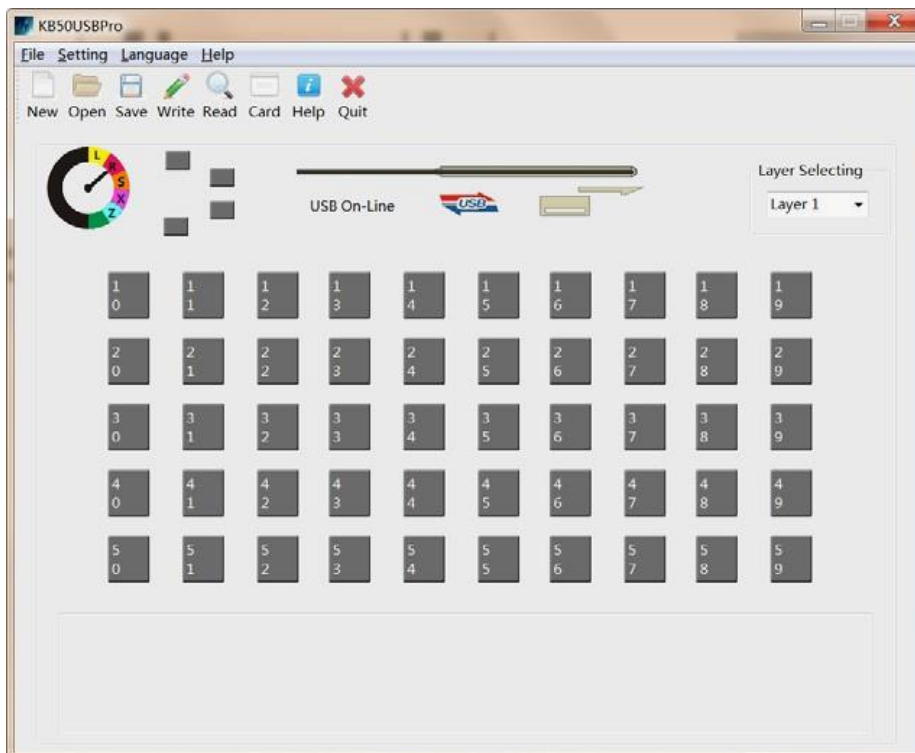 KB50USBPro
File Setting Language Help
New Open Save Write Read Card Help Quit
L
R
S
X
Z
USB On-Line
USB
Layer Selecting
Layer 1
1 1 1 1 1 1 1 1 1 1
0 1 2 3 4 5 6 7 8 9
2 2 2 2 2 2 2 2 2 2
0 1 2 3 4 5 6 7 8 9
3 3 3 3 3 3 3 3 3 3
0 1 2 3 4 5 6 7 8 9
4 4 4 4 4 4 4 4 4 4
0 1 2 3 4 5 6 7 8 9
5 5 5 5 5 5 5 5 5 5
0 1 2 3 4 5 6 7 8 9